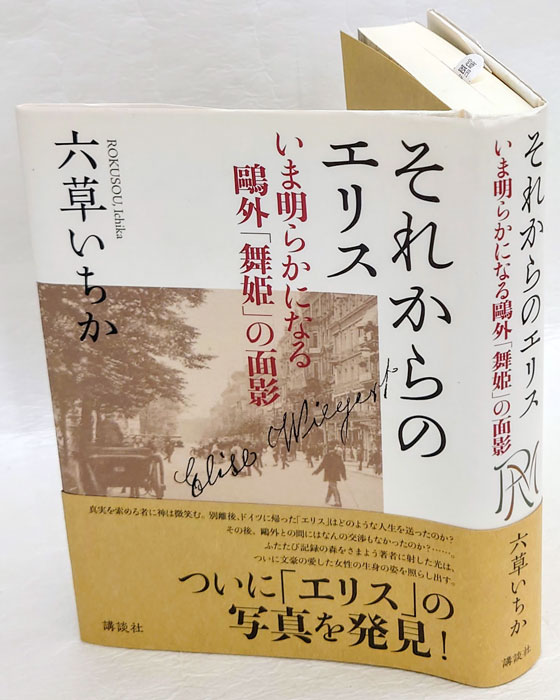 それからの
エリス
いま明らかになる
鷗外「舞姫」の面影
ROKUSOU, Ichika
六草いちか
Elise Wiegert
真実を索める者に神は微笑む。別離後、ドイツに帰った「エリス」はどのような人生を送ったのか?
その後、鷗外との間にはなんの交渉もなかったのか?……。
ふたたび記録の森をさまよう著者に射した光は、
ついに文豪の愛した女性の生身の姿を照らし出す。
ついに「エリス」の
写真を発見!
講談社
それからのエリス
いま明らかになる鷗外「舞姫」の面影
六草いちか
講談社